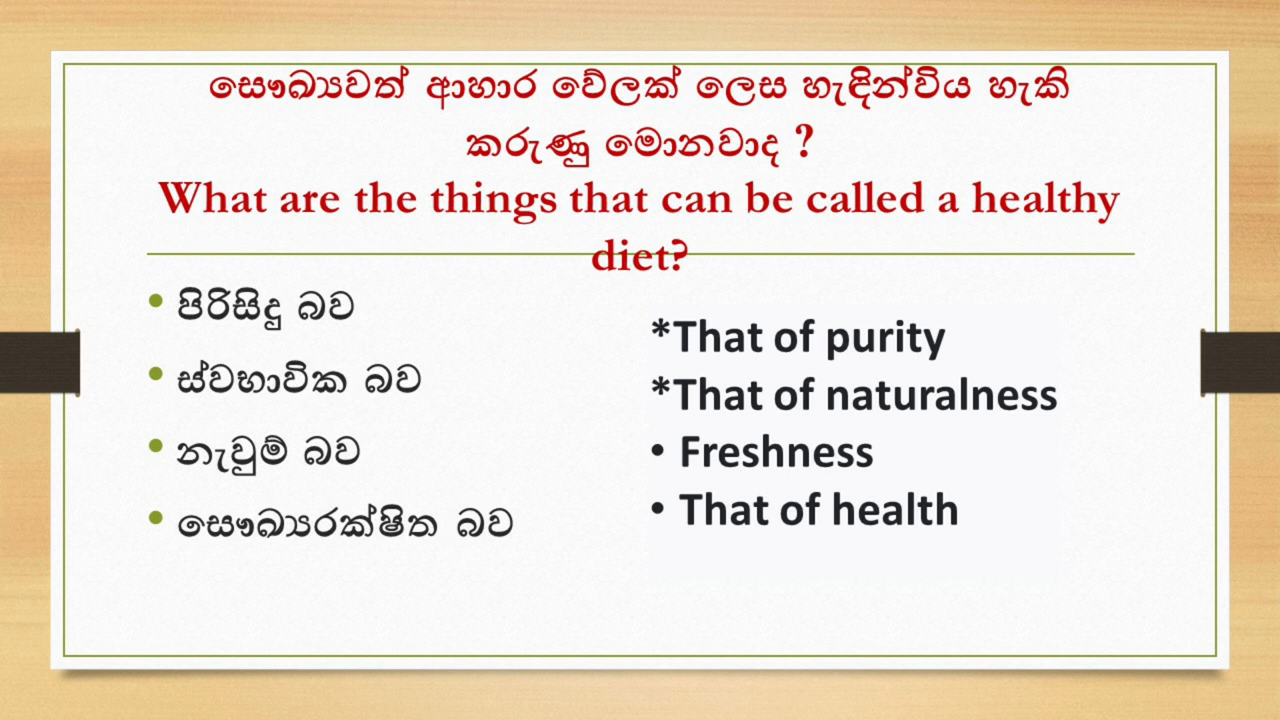 සෞඛ්‍යවත් ආහාර වේලක් ලෙස හැඳින්විය හැකි
කරුණු මොනවාද ?
What are the things that can be called a healthy
diet?
• පිරිසිදු බව
• ස්වභාවික බව
• නැවුම් බව
• සෞඛ්‍යරක්ෂිත බව
*That of purity
*That of naturalness
• Freshness
• That of health